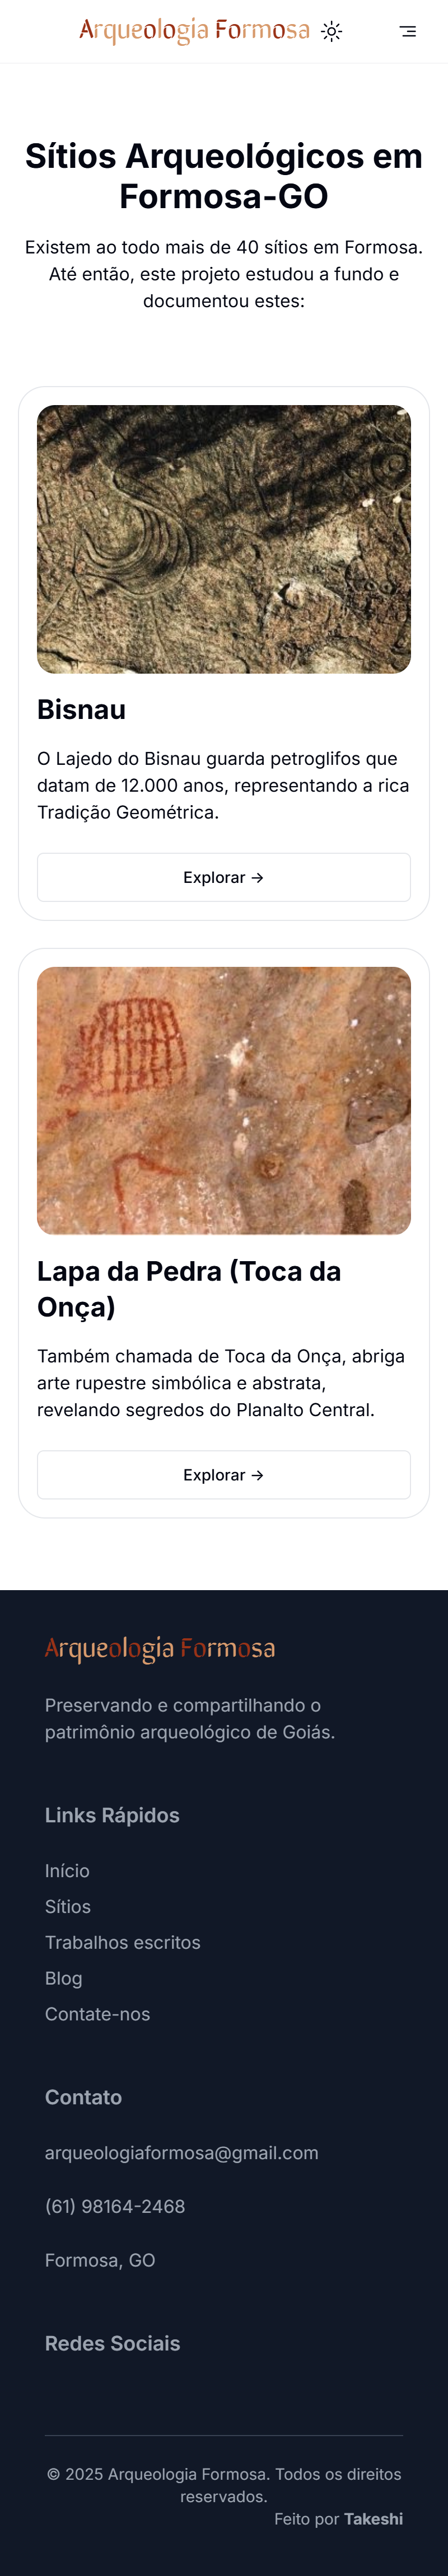 Arqueologia Formosa
Sítios Arqueológicos em
Formosa-GO
Existem ao todo mais de 40 sítios em Formosa.
Até então, este projeto estudou a fundo e
documentou estes:
Bisnau
O Lajedo do Bisnau guarda petroglifos que
datam de 12.000 anos, representando a rica
Tradição Geométrica.
Explorar →
Lapa da Pedra (Toca da
Onça)
Também chamada de Toca da Onça, abriga
arte rupestre simbólica e abstrata,
revelando segredos do Planalto Central.
Explorar →
Arqueologia Formosa
Preservando e compartilhando o
patrimônio arqueológico de Goiás.
Links Rápidos
Início
Sítios
Trabalhos escritos
Blog
Contate-nos
Contato
arqueologiaformosa@gmail.com
(61) 98164-2468
Formosa, GO
Redes Sociais
© 2025 Arqueologia Formosa. Todos os direitos
reservados.
Feito por Takeshi